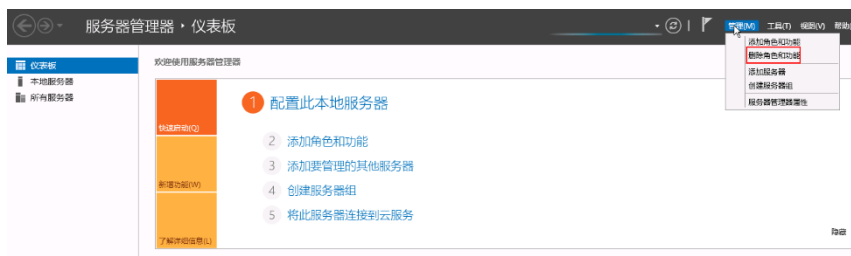 服务器管理器 · 仪表板
管理(M) 工具(T) 视图(V) 帮助
添加角色和功能
删除角色和功能
添加服务器
创建服务器组
服务器管理器属性
仪表板
本地服务器
所有服务器
欢迎使用服务器管理器
快速启动(Q)
新增功能(W)
了解详细信息(L)
1 配置此本地服务器
2 添加角色和功能
3 添加要管理的其他服务器
4 创建服务器组
5 将此服务器连接到云服务
隐藏